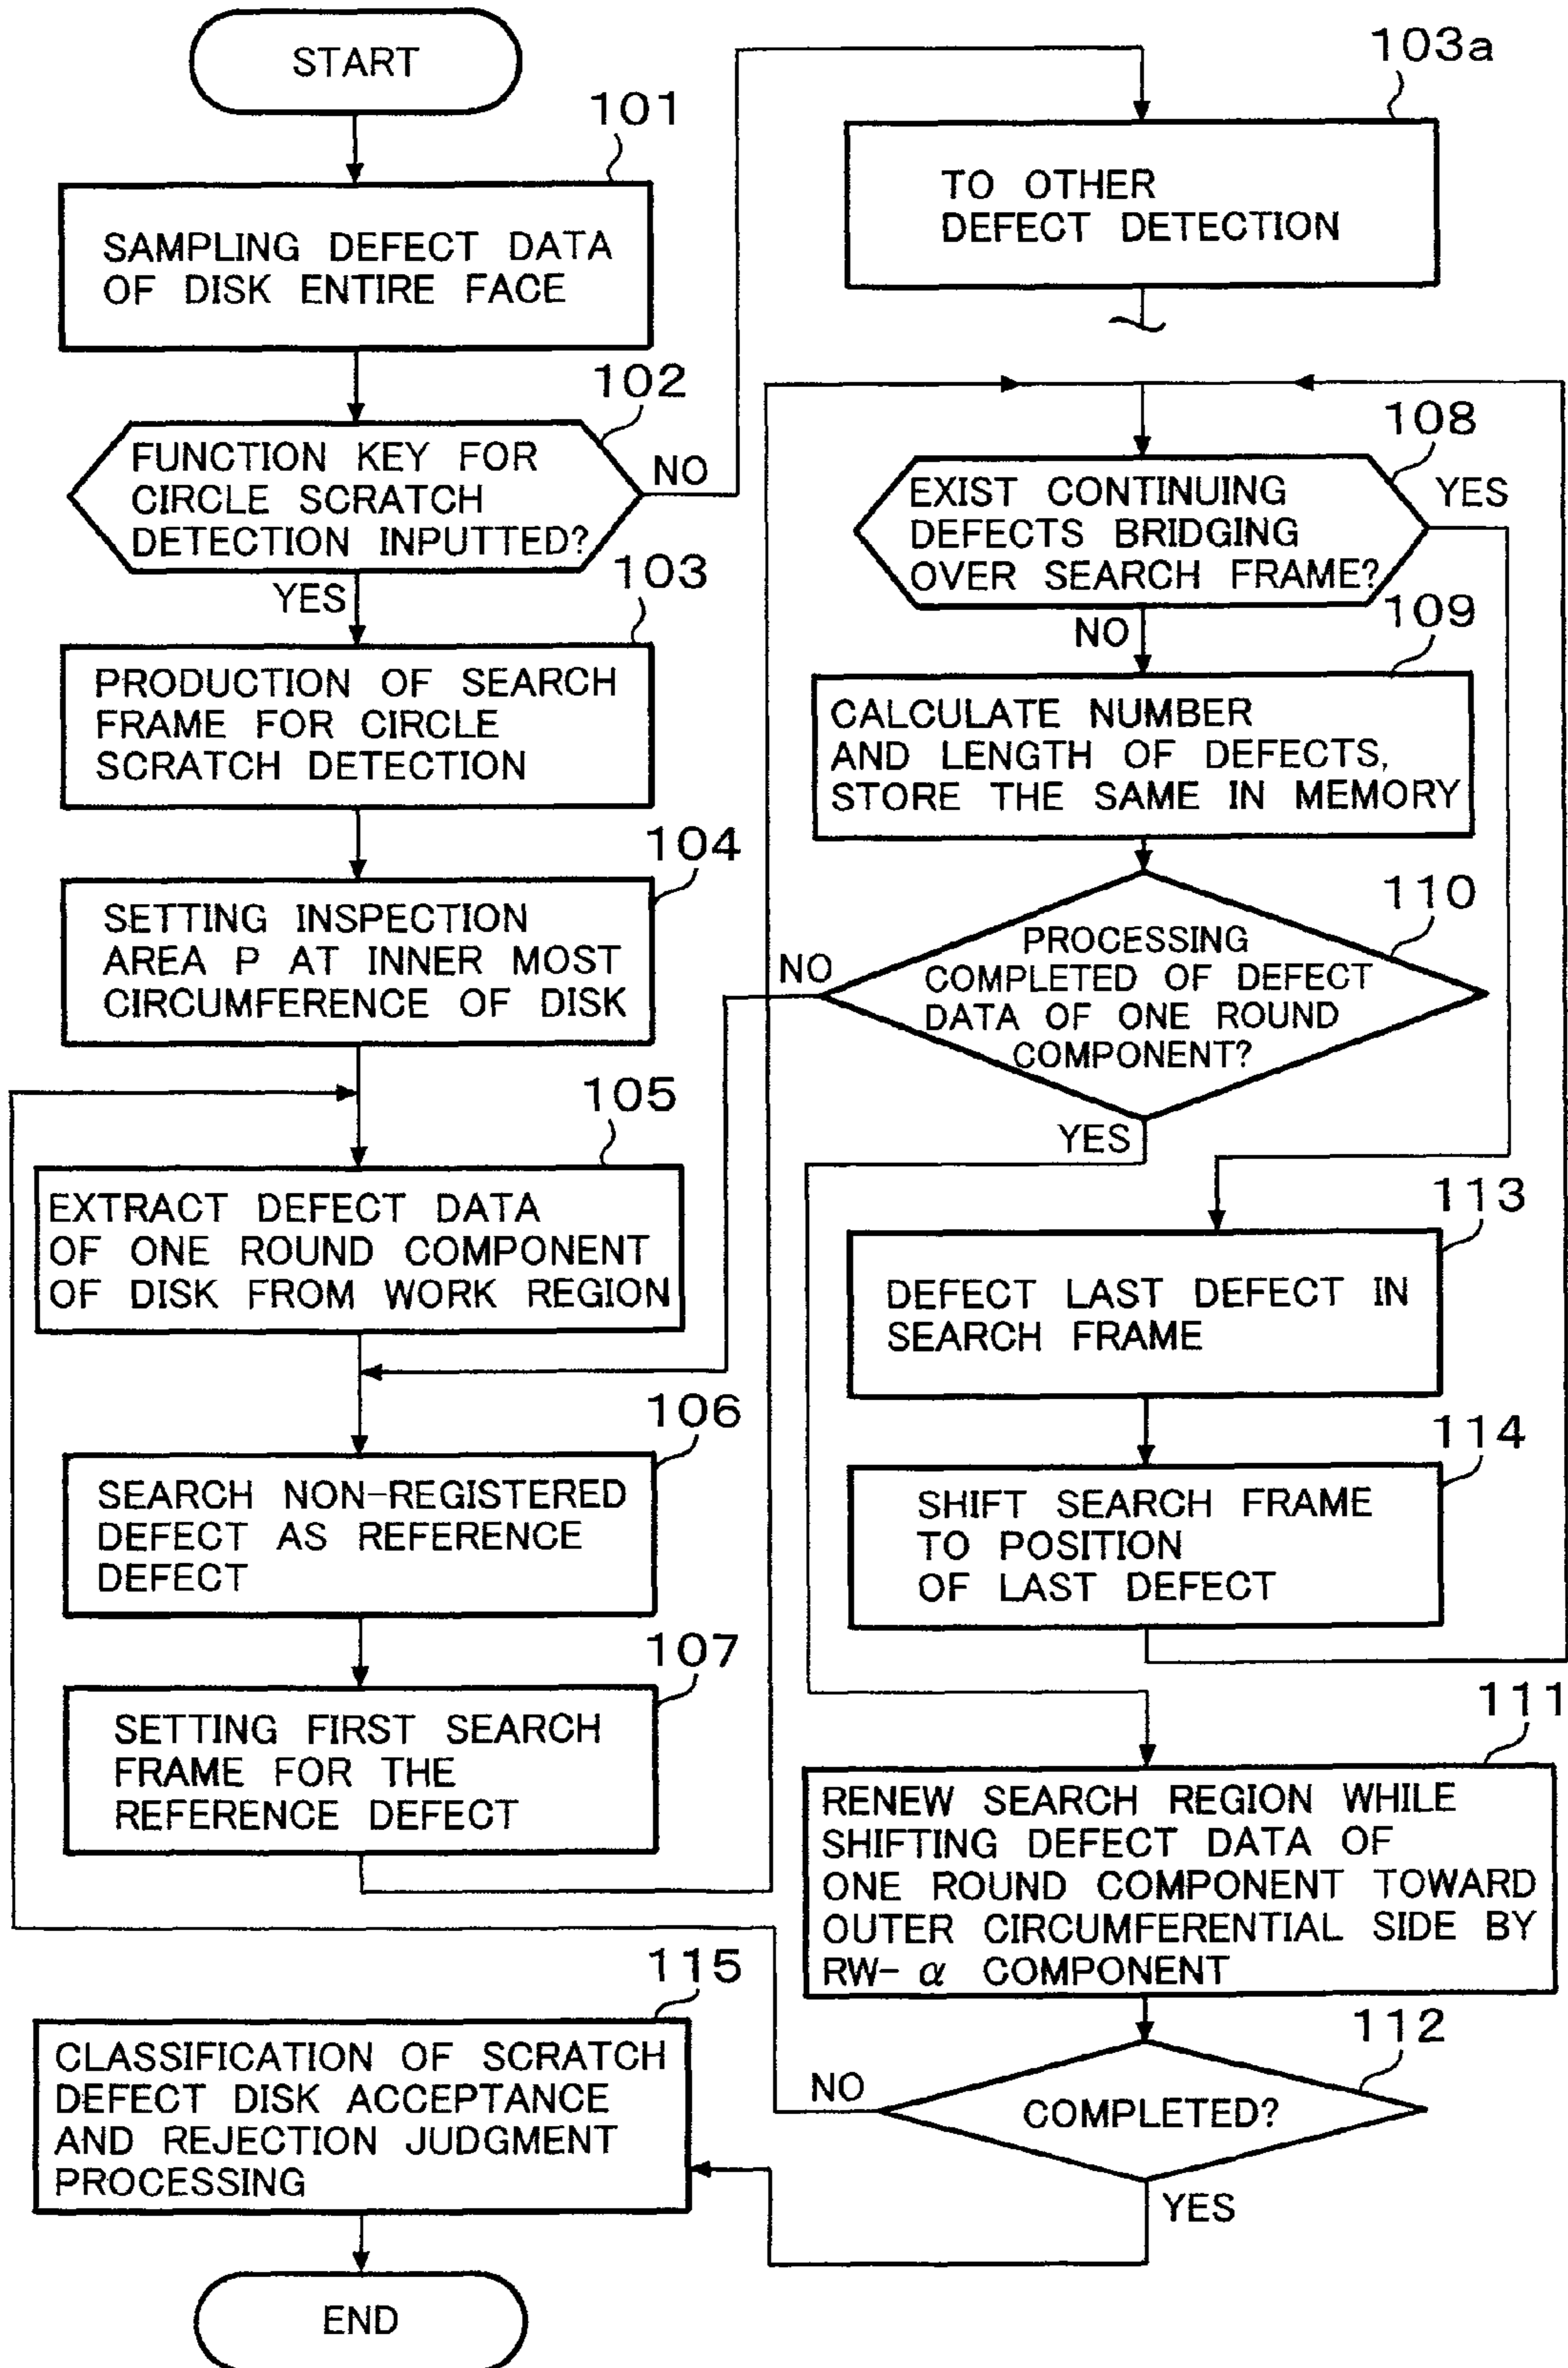 START
101
SAMPLING DEFECT DATA
OF DISK ENTIRE FACE
102
FUNCTION KEY FOR
CIRCLE SCRATCH
DETECTION INPUTTED?
NO
YES
103
PRODUCTION OF SEARCH
FRAME FOR CIRCLE
SCRATCH DETECTION
104
SETTING INSPECTION
AREA P AT INNER MOST
CIRCUMFERENCE OF DISK
105
EXTRACT DEFECT DATA
OF ONE ROUND COMPONENT
OF DISK FROM WORK REGION
106
SEARCH NON-REGISTERED
DEFECT AS REFERENCE
DEFECT
107
SETTING FIRST SEARCH
FRAME FOR THE
REFERENCE DEFECT
103a
TO OTHER
DEFECT DETECTION
108
EXIST CONTINUING
DEFECTS BRIDGING
OVER SEARCH FRAME?
YES
NO
109
CALCULATE NUMBER
AND LENGTH OF DEFECTS,
STORE THE SAME IN MEMORY
110
PROCESSING
COMPLETED OF DEFECT
DATA OF ONE ROUND
COMPONENT?
NO
YES
113
DEFECT LAST DEFECT IN
SEARCH FRAME
114
SHIFT SEARCH FRAME
TO POSITION
OF LAST DEFECT
111
RENEW SEARCH REGION WHILE
SHIFTING DEFECT DATA OF
ONE ROUND COMPONENT TOWARD
OUTER CIRCUMFERENTIAL SIDE BY
RW- α COMPONENT
112
COMPLETED?
NO
YES
115
CLASSIFICATION OF SCRATCH
DEFECT DISK ACCEPTANCE
AND REJECTION JUDGMENT
PROCESSING
END